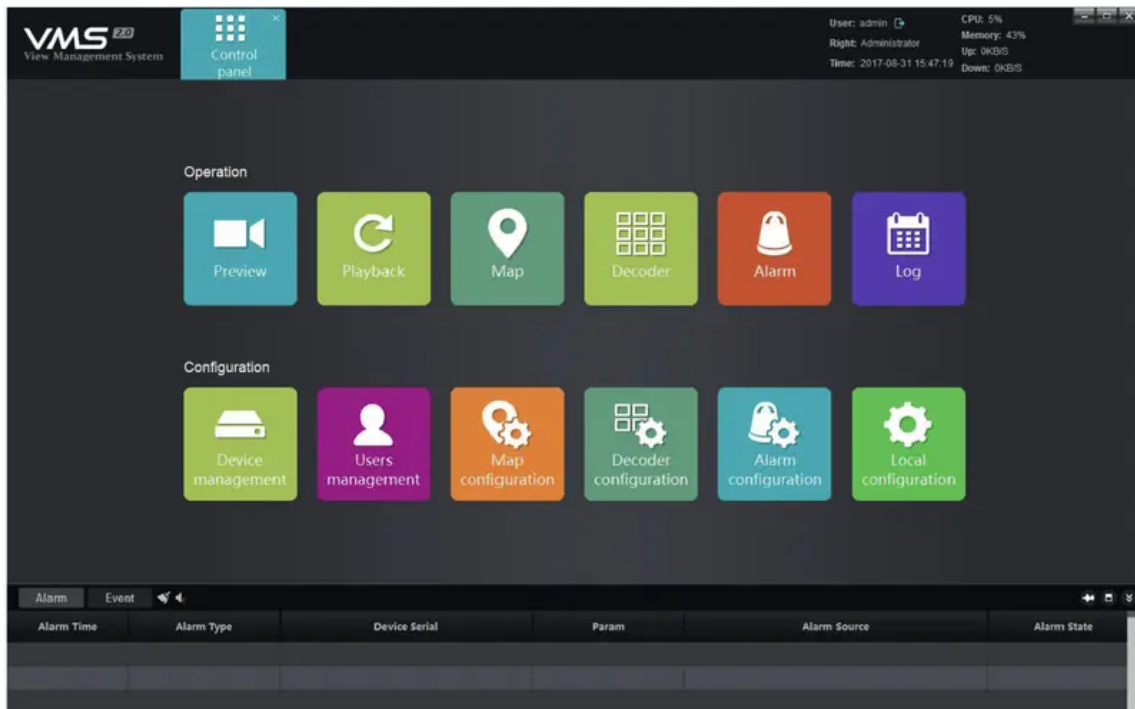 VMS 2.0
View Management System
Control
panel
User: admin
Right: Administrator
Time: 2017-08-31 15:47:19
CPU: 5%
Memory: 43%
Up: 0KB/S
Down: 0KB/S
Operation
Preview
Playback
Map
Decoder
Alarm
Log
Configuration
Device
management
Users
management
Map
configuration
Decoder
configuration
Alarm
configuration
Local
configuration
Alarm Event
Alarm Time Alarm Type Device Serial Param Alarm Source Alarm State